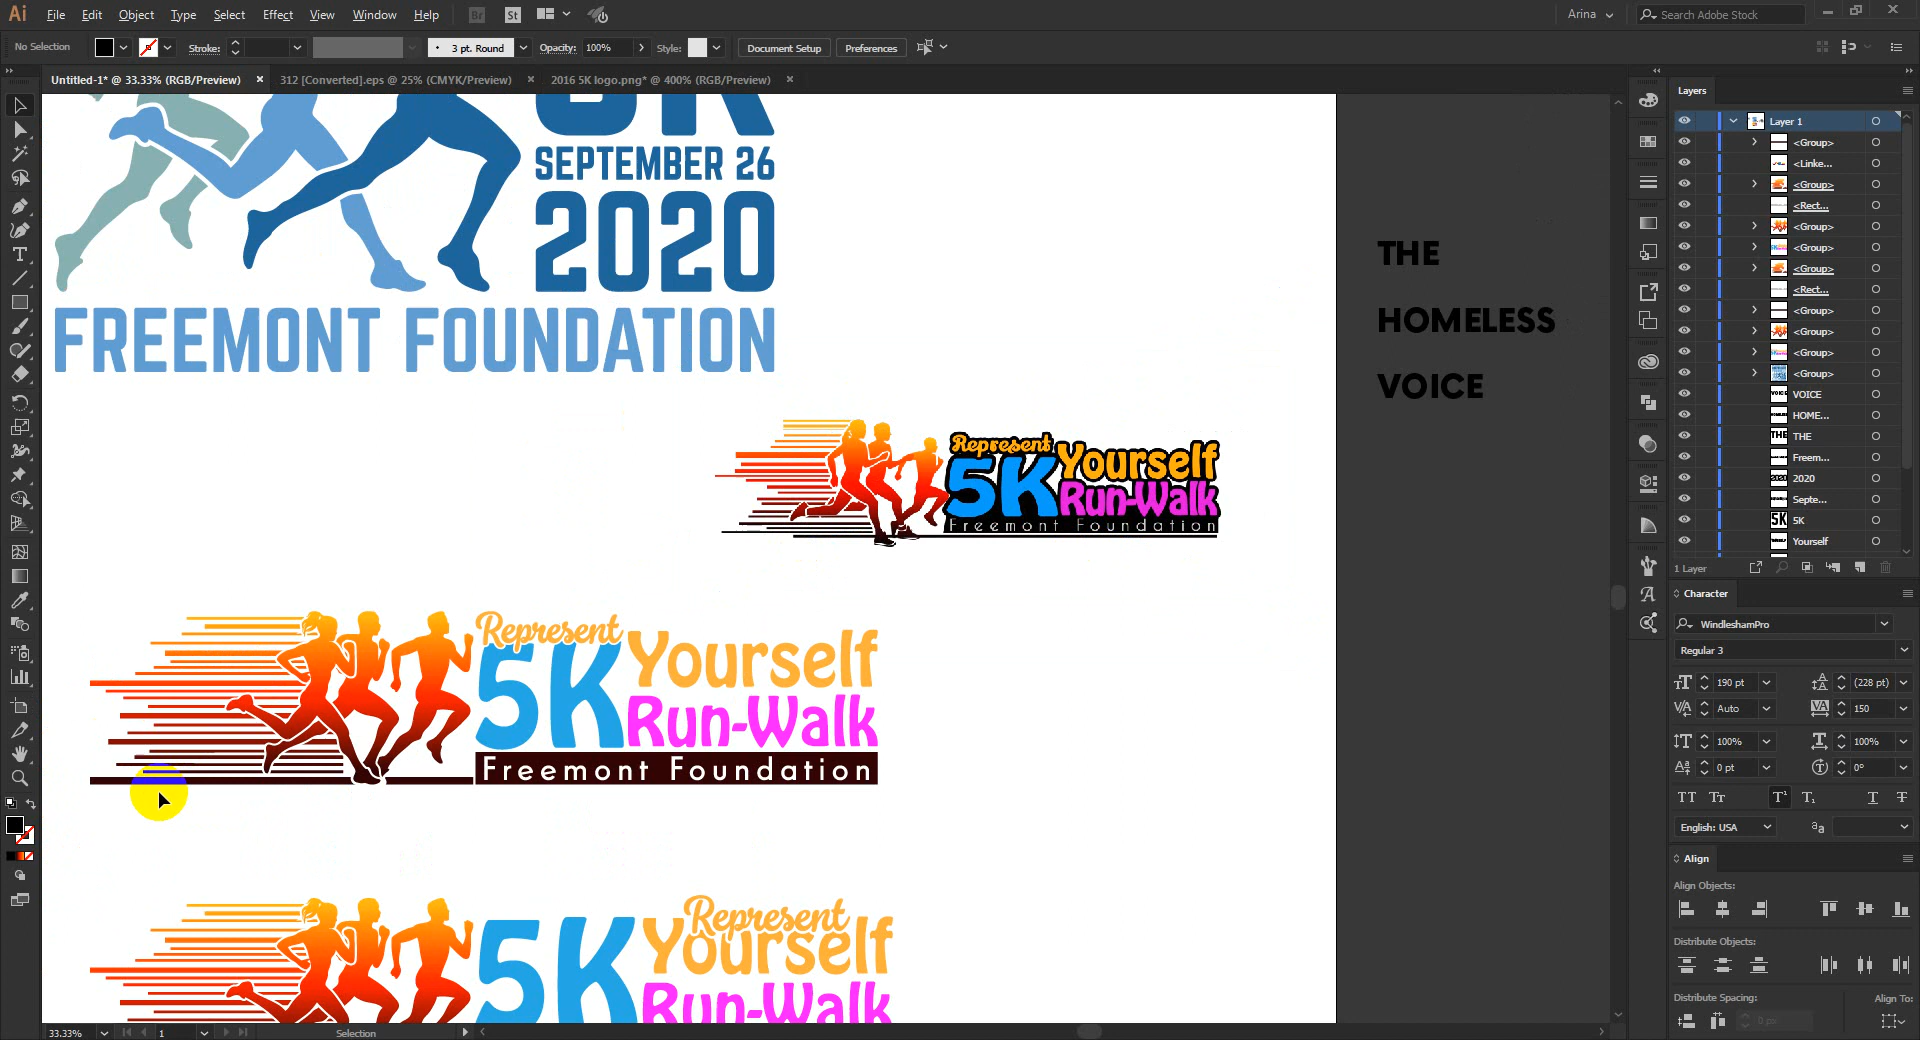 Ai File Edit Object Type Select Effect View Window Help Br St Arina Search Adobe Stock
No Selection Stroke: 3 pt. Round Opacity: 100% Style: Document Setup Preferences
Untitled-1* @ 33.33% (RGB/Preview) × 312 [Converted].eps @ 25% (CMYK/Preview) × 2016 5K logo.png* @ 400% (RGB/Preview) ×
5K
SEPTEMBER 26
2020
FREEMONT FOUNDATION
THE
HOMELESS
VOICE
Represent
5K Yourself
Run-Walk
Freemont Foundation
Represent
5K Yourself
Run-Walk
Freemont Foundation
Represent
5K Yourself
Run-Walk
33.33% 1 Selection
Layers
Layer 1
<Group>
<Linke...
<Group>
<Rect...
<Group>
<Group>
<Group>
<Rect...
<Group>
<Group>
<Group>
<Group>
VOICE
HOME...
THE
Freem...
2020
Septe...
5K
Yourself
1 Layer
Character
WindleshamPro
Regular 3
190 pt (228 pt)
Auto 150
100% 100%
0 pt 0°
English: USA
Align
Align Objects:
Distribute Objects:
Distribute Spacing: Align To:
0 px